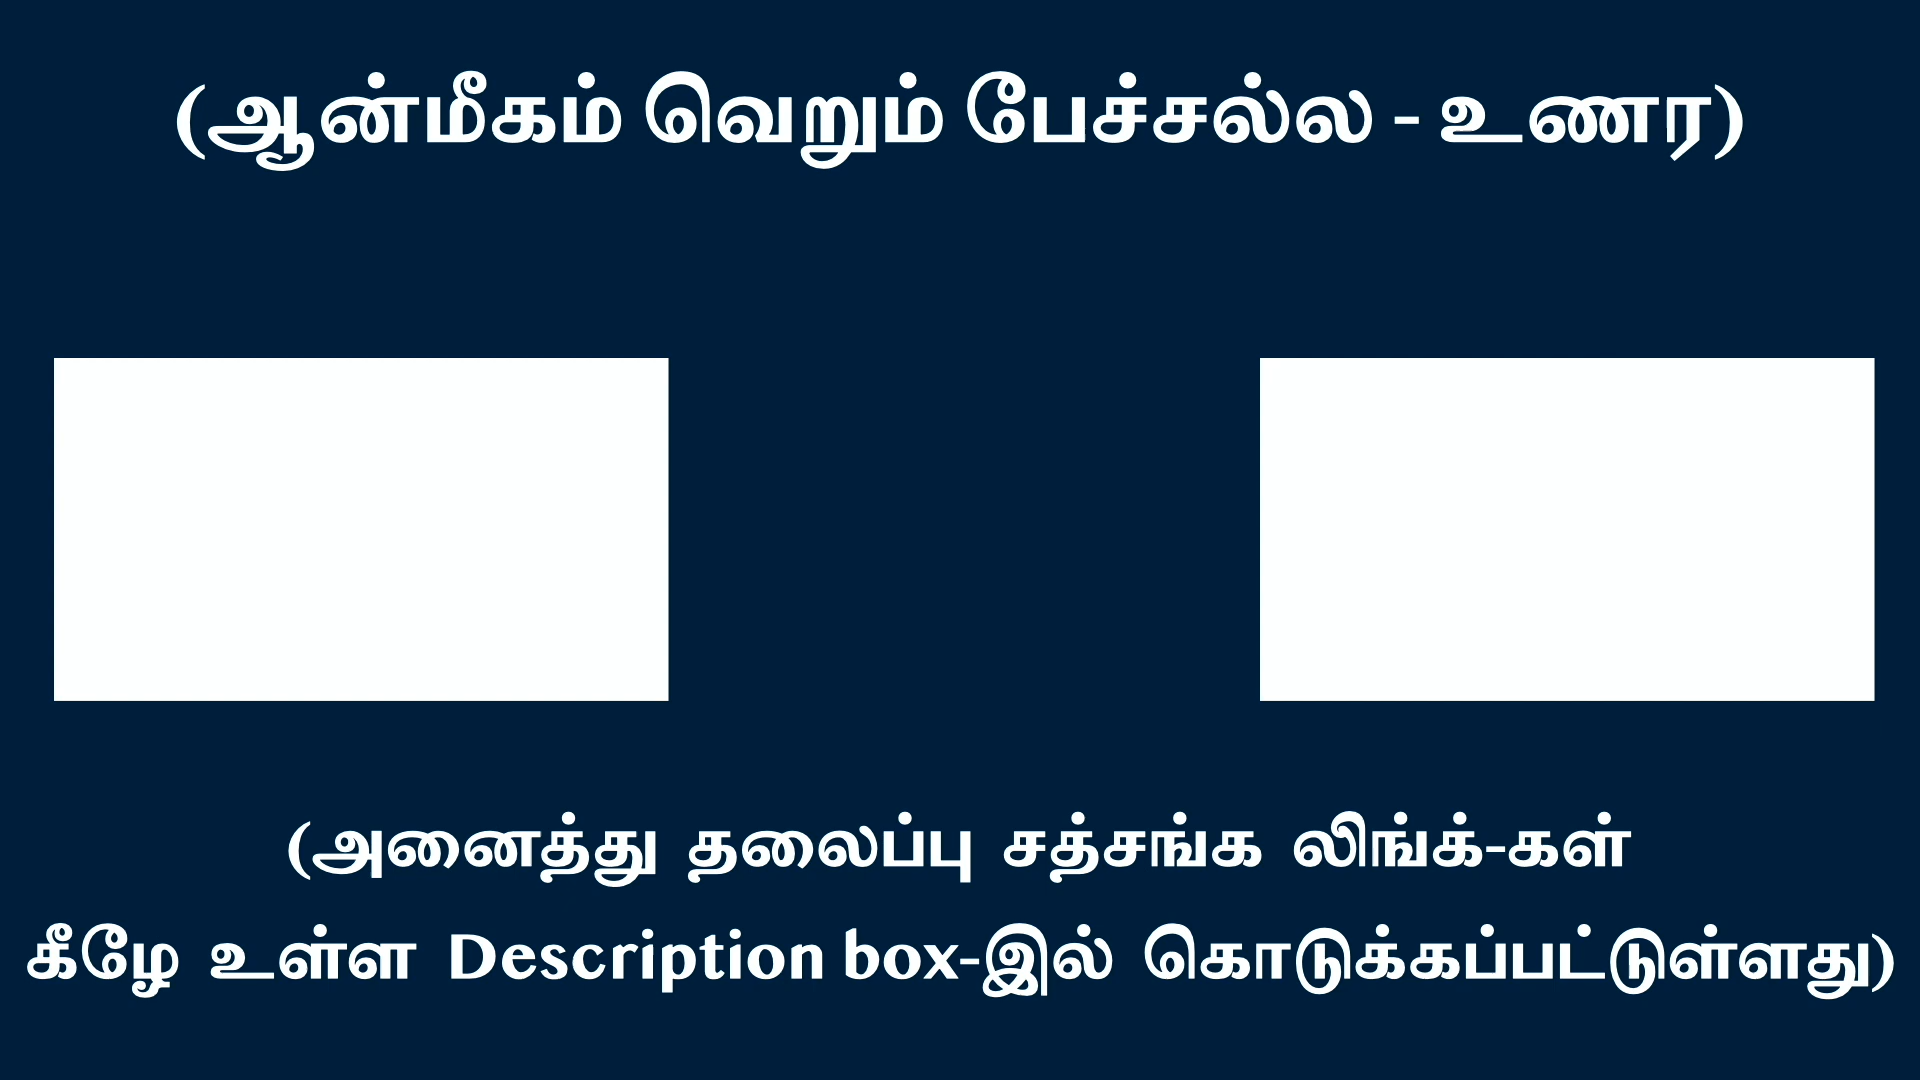 (ஆன்மீகம் வெறும் பேச்சல்ல - உணர)
(அனைத்து தலைப்பு சத்சங்க லிங்க்-கள்
கீழே உள்ள Description box-இல் கொடுக்கப்பட்டுள்ளது)